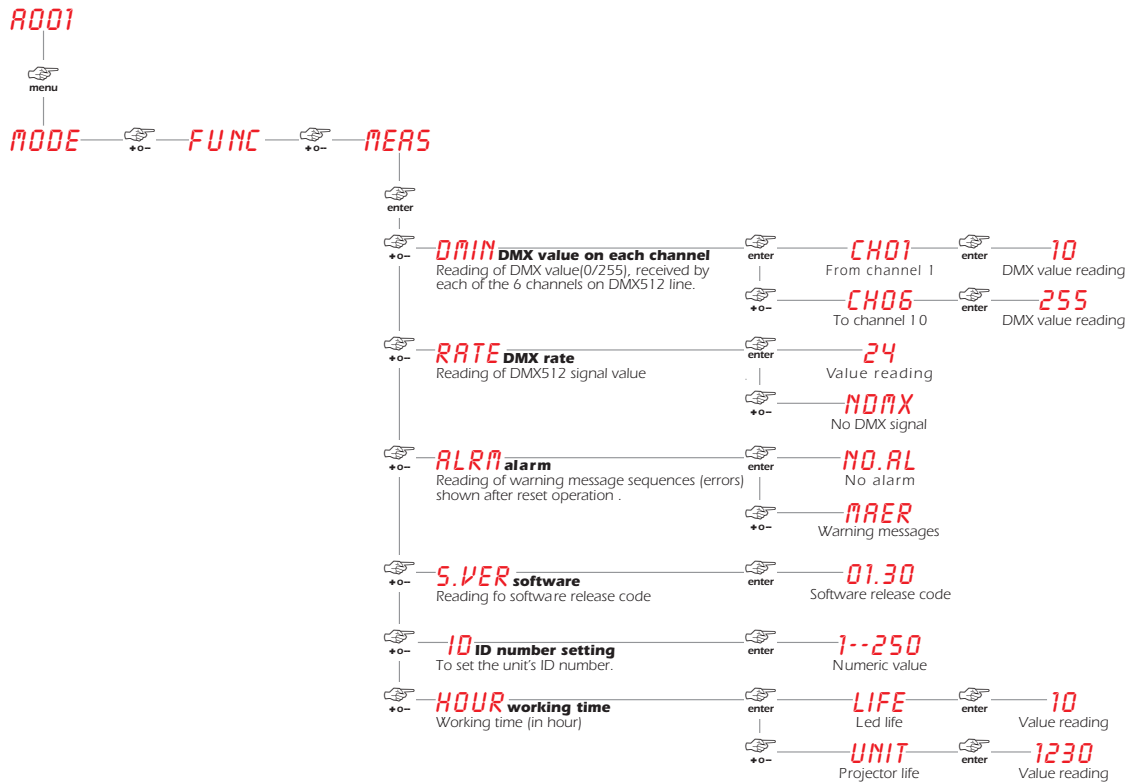 A001
menu
MODE +o– FUNC +o– MEAS
enter
+o– DMIN DMX value on each channel enter CH01 enter 10
Reading of DMX value(0/255), received by From channel 1 DMX value reading
each of the 6 channels on DMX512 line.
+o– CH06 enter 255
To channel 10 DMX value reading
+o– RATE DMX rate enter 24
Reading of DMX512 signal value Value reading
+o– NDMX
No DMX signal
+o– ALRM alarm enter NO.AL
Reading of warning message sequences (errors) No alarm
shown after reset operation .
+o– MAER
Warning messages
+o– S.VER software enter 01.30
Reading fo software release code Software release code
+o– ID ID number setting enter 1--250
To set the unit's ID number. Numeric value
+o– HOUR working time enter LIFE enter 10
Working time (in hour) Led life Value reading
+o– UNIT enter 1230
Projector life Value reading